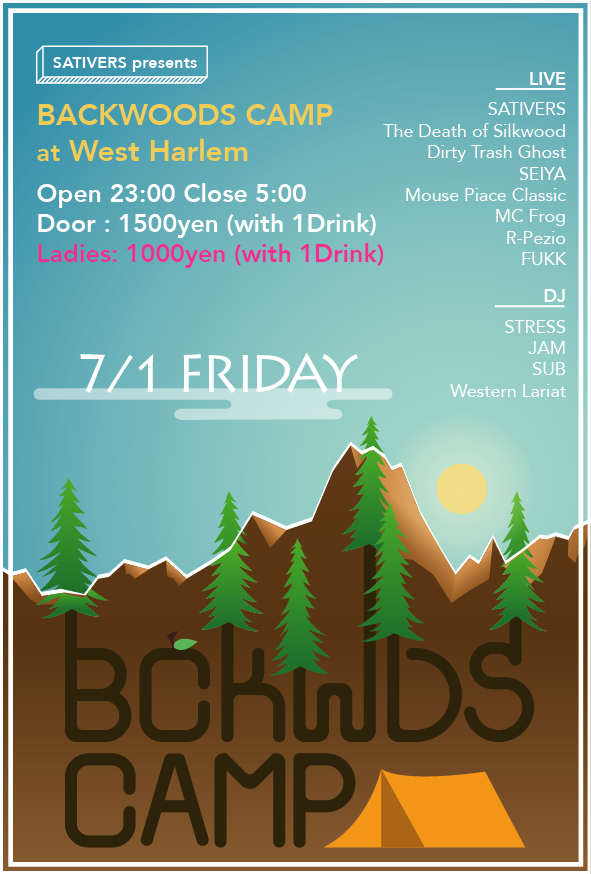 SATIVERS presents
BACKWOODS CAMP
at West Harlem
Open 23:00 Close 5:00
Door : 1500yen (with 1Drink)
Ladies: 1000yen (with 1Drink)
LIVE
SATIVERS
The Death of Silkwood
Dirty Trash Ghost
SEIYA
Mouse Piace Classic
MC Frog
R-Pezio
FUKK
DJ
STRESS
JAM
SUB
Western Lariat
7/1 FRIDAY
BCKWDS
CAMP